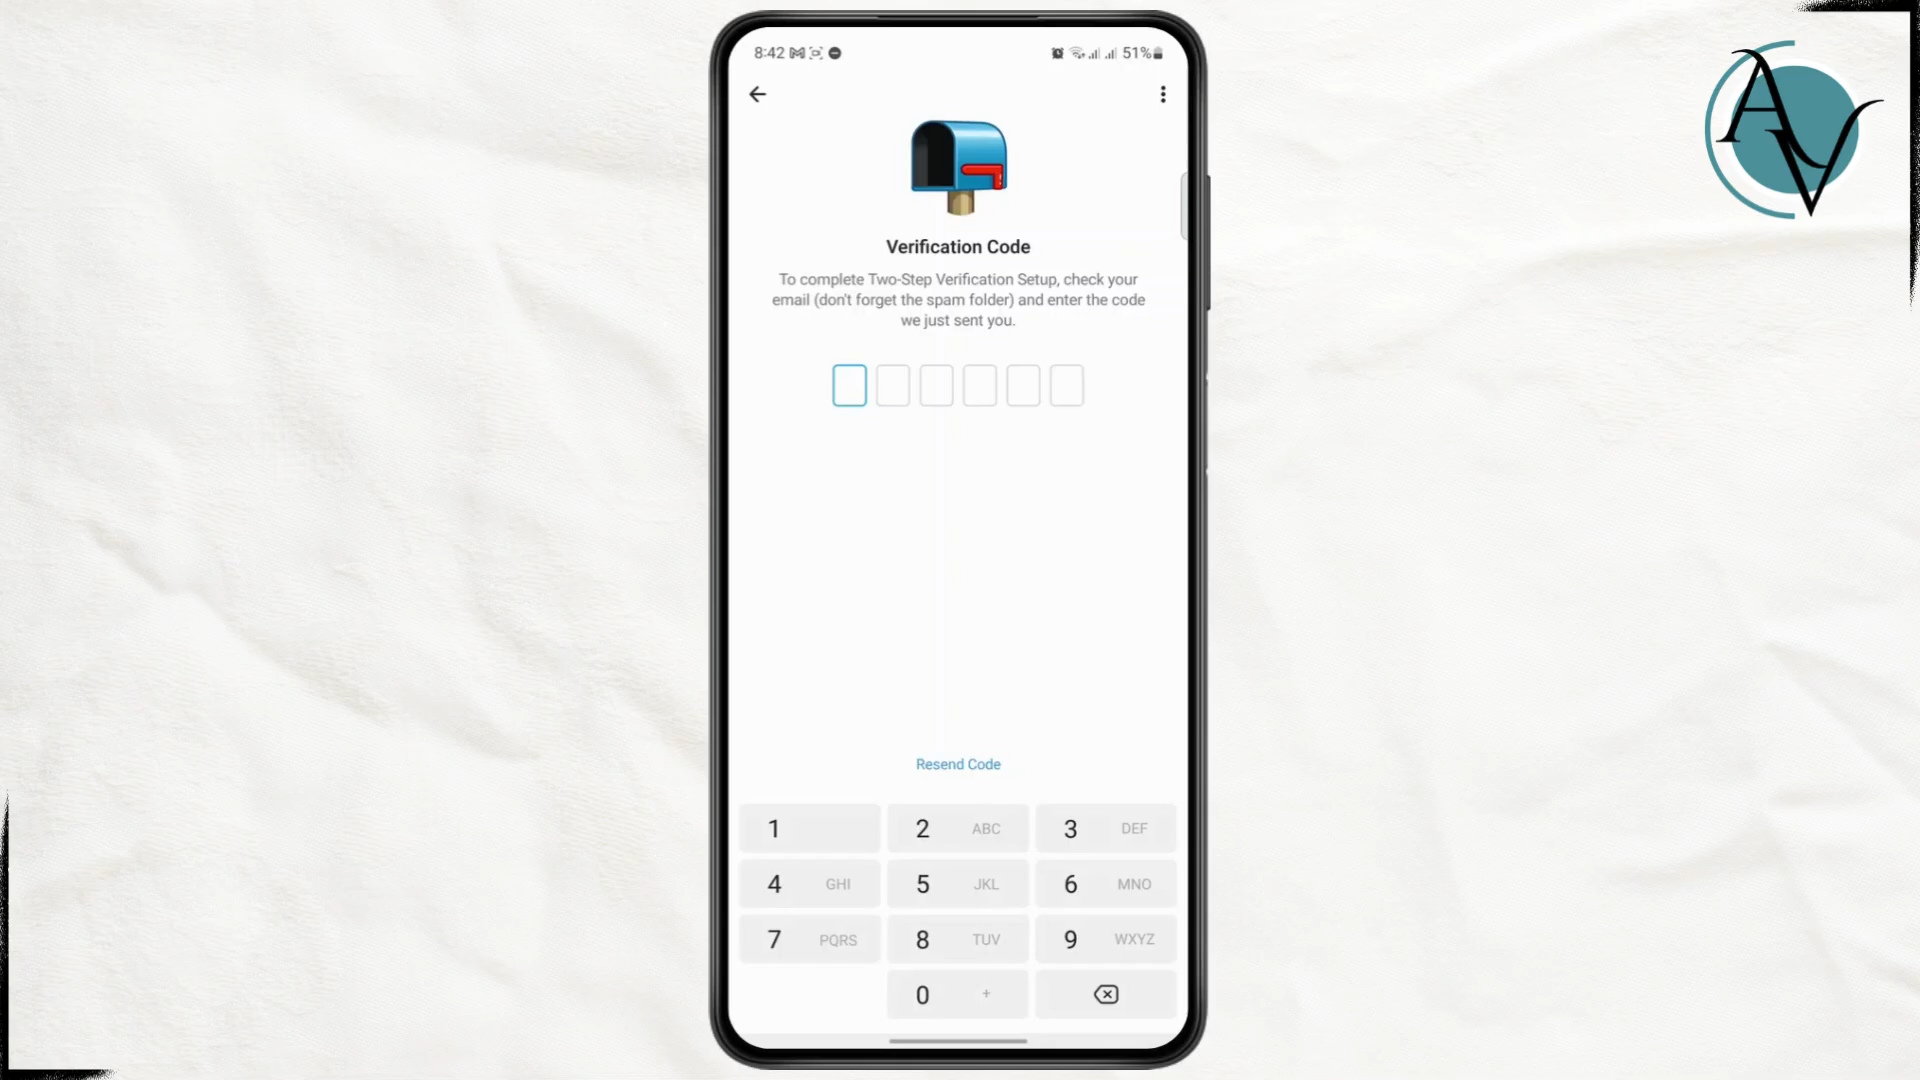 8:42 51%
Verification Code
To complete Two-Step Verification Setup, check your
email (don't forget the spam folder) and enter the code
we just sent you.
Resend Code
1 2 ABC 3 DEF
4 GHI 5 JKL 6 MNO
7 PQRS 8 TUV 9 WXYZ
0 +
AV